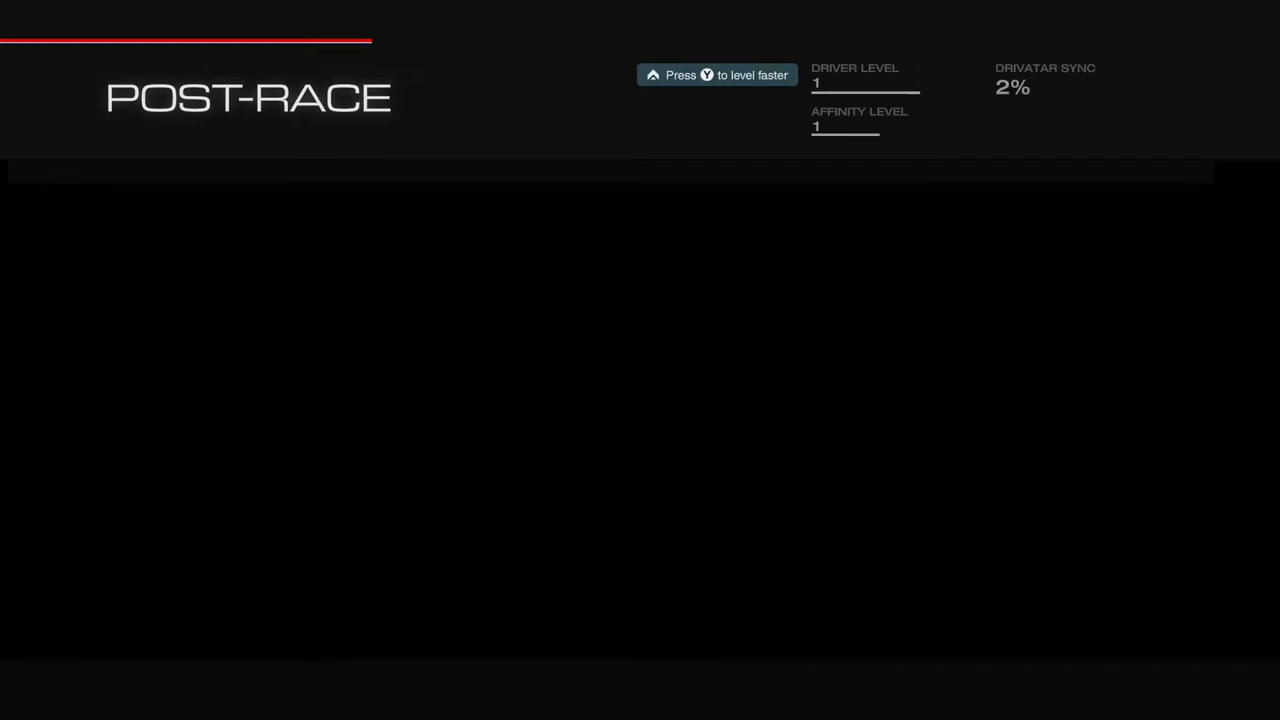 POST-RACE
Press Y to level faster
DRIVER LEVEL
1
AFFINITY LEVEL
1
DRIVATAR SYNC
2%